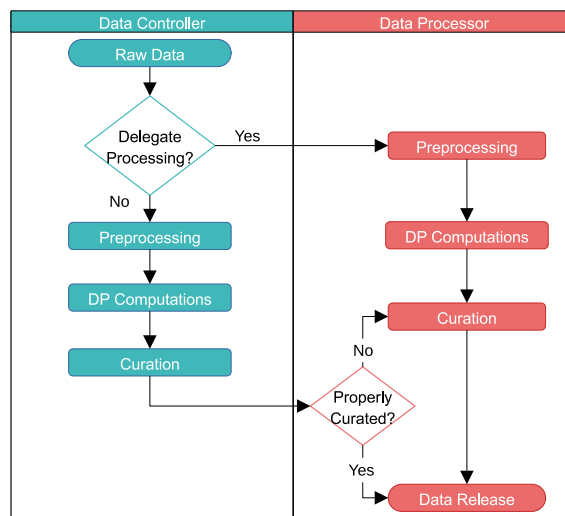 Data Controller
Data Processor
Raw Data
Delegate
Processing?
Yes
No
Preprocessing
Preprocessing
DP Computations
DP Computations
Curation
Curation
No
Properly
Curated?
Yes
Data Release